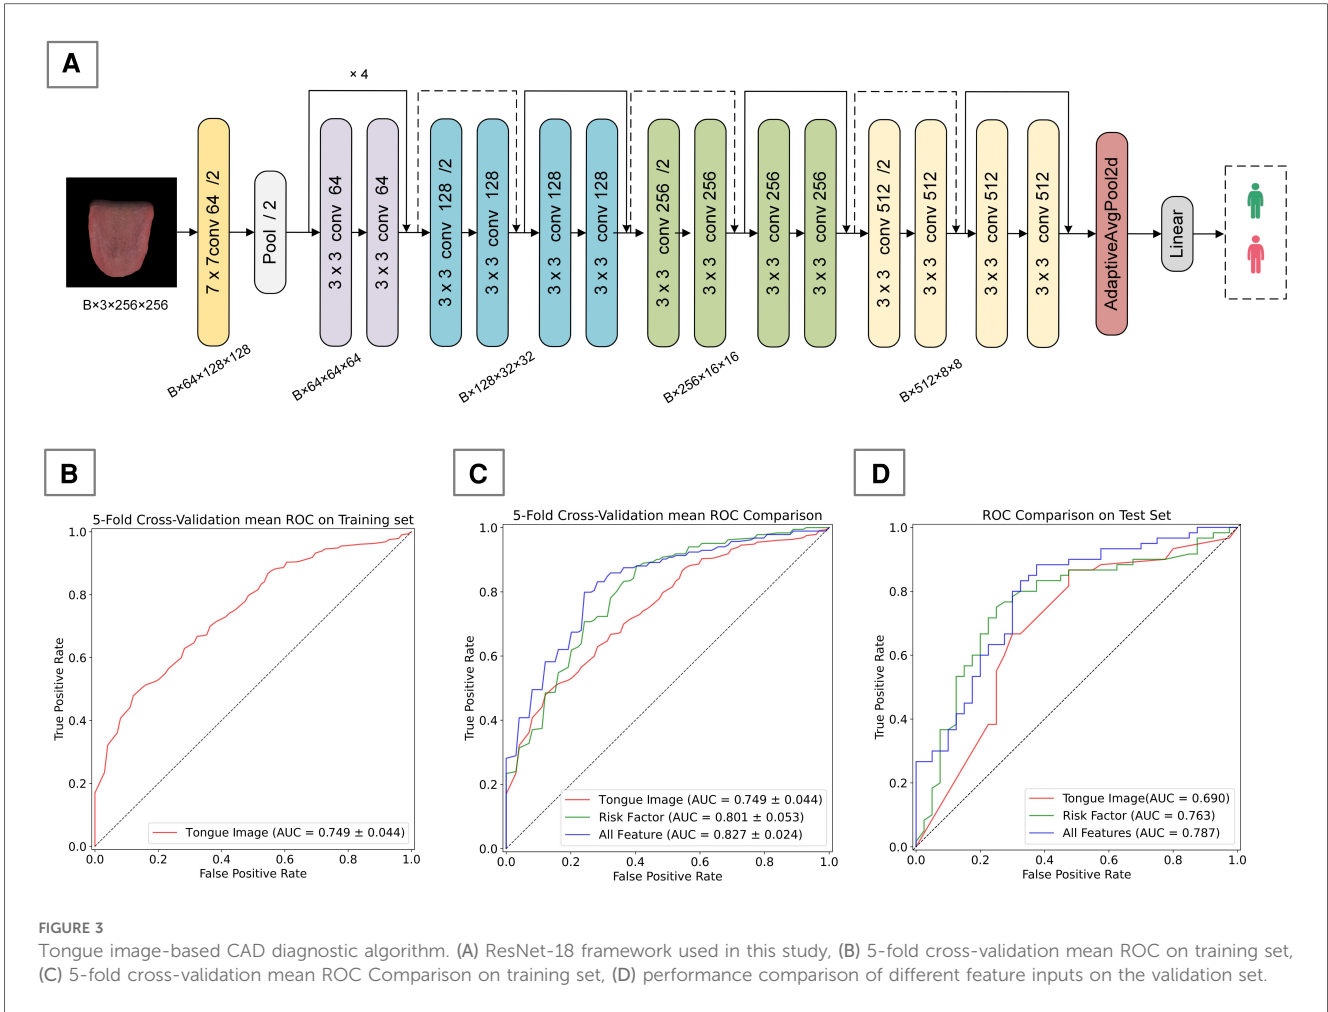 A
× 4
7 x 7conv 64 /2
Pool / 2
3 x 3 conv 64
3 x 3 conv 64
3 x 3 conv 128 /2
3 x 3 conv 128
3 x 3 conv 128
3 x 3 conv 128
3 x 3 conv 256 /2
3 x 3 conv 256
3 x 3 conv 256
3 x 3 conv 256
3 x 3 conv 512 /2
3 x 3 conv 512
3 x 3 conv 512
3 x 3 conv 512
AdaptiveAvgPool2d
Linear
B×3×256×256
B×64×128×128
B×64×64×64
B×128×32×32
B×256×16×16
B×512×8×8
B
5-Fold Cross-Validation mean ROC on Training set
True Positive Rate
1.0
0.8
0.6
0.4
0.2
0.0
Tongue Image (AUC = 0.749 ± 0.044)
0.0 0.2 0.4 0.6 0.8 1.0
False Positive Rate
C
5-Fold Cross-Validation mean ROC Comparison
True Positive Rate
1.0
0.8
0.6
0.4
0.2
0.0
Tongue Image (AUC = 0.749 ± 0.044)
Risk Factor (AUC = 0.801 ± 0.053)
All Feature (AUC = 0.827 ± 0.024)
0.0 0.2 0.4 0.6 0.8 1.0
False Positive Rate
D
ROC Comparison on Test Set
True Positive Rate
1.0
0.8
0.6
0.4
0.2
0.0
Tongue Image(AUC = 0.690)
Risk Factor (AUC = 0.763)
All Features (AUC = 0.787)
0.0 0.2 0.4 0.6 0.8 1.0
False Positive Rate
FIGURE 3
Tongue image-based CAD diagnostic algorithm. (A) ResNet-18 framework used in this study, (B) 5-fold cross-validation mean ROC on training set,
(C) 5-fold cross-validation mean ROC Comparison on training set, (D) performance comparison of different feature inputs on the validation set.